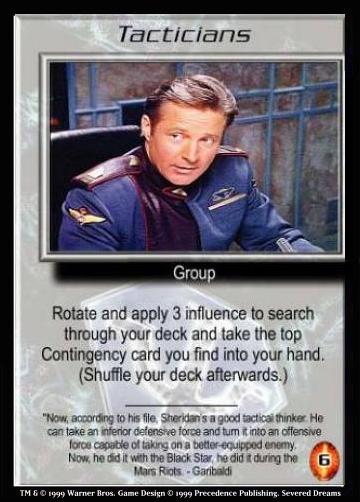 Tacticians
Group
Rotate and apply 3 influence to search
through your deck and take the top
Contingency card you find into your hand.
(Shuffle your deck afterwards.)
"Now, according to his file, Sheridan's a good tactical thinker. He
can take an inferior defensive force and turn it into an offensive
force capable of taking on a better-equipped enemy.
Now, he did it with the Black Star, he did it during the
Mars Riots. - Garibaldi
6
TM & © 1999 Warner Bros. Game Design © 1999 Precedence Publishing. Severed Dreams